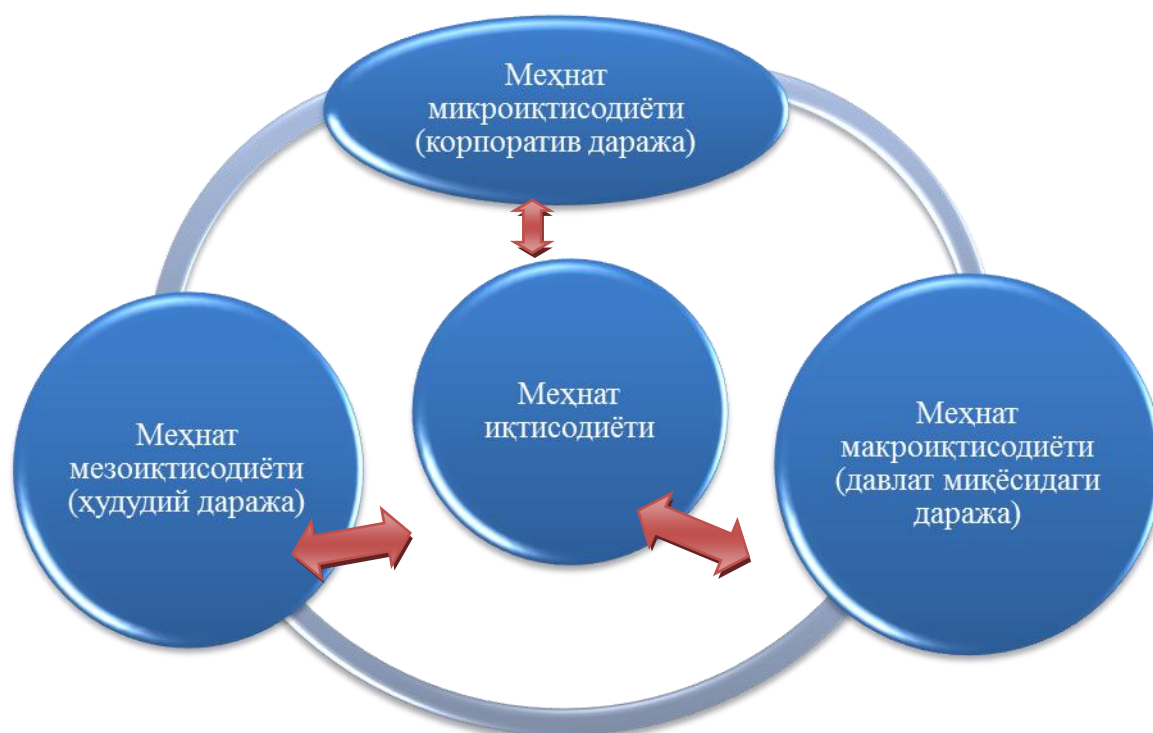 Меҳнат
микроиқтисодиёти
(корпоратив даража)
Меҳнат
мезоиқтисодиёти
(ҳудудий даража)
Меҳнат
иқтисодиёти
Меҳнат
макроиқтисодиёти
(давлат миқёсидаги
даража)